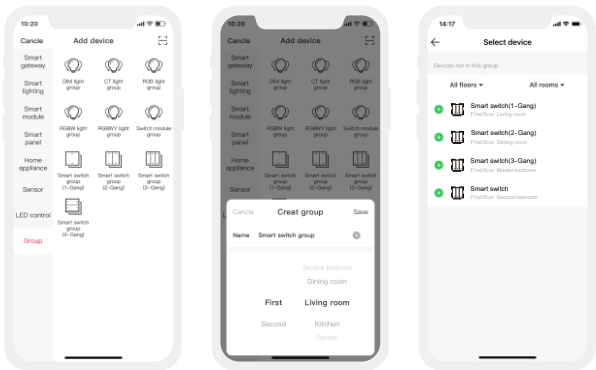 10:20
Cancle
Add device
Smart
gateway
Smart
lighting
Smart
module
Smart
panel
Home
appliance
Sensor
LED control
Group
DIM light
group
CT light
group
RGB light
group
RGBW light
group
RGBWY light
group
Switch module
group
Smart switch
group
(1-Gang)
Smart switch
group
(2-Gang)
Smart switch
group
(3-Gang)
Smart switch
group
(4-Gang)
10:20
Cancle
Add device
Smart
gateway
Smart
lighting
Smart
module
Smart
panel
Home
appliance
Sensor
DIM light
group
CT light
group
RGB light
group
RGBW light
group
RGBWY light
group
Switch module
group
Smart switch
group
(1-Gang)
Smart switch
group
(2-Gang)
Smart switch
group
(3-Gang)
Cancle
Creat group
Save
Name
Smart switch group
Second bedroom
Dining room
First
Living room
Second
Kitchen
Garden
14:17
Select device
Devices not in this group
All floors
All rooms
Smart switch(1-Gang)
First floor Living room
Smart switch(2-Gang)
First floor Dining room
Smart switch(3-Gang)
First floor Master bedroom
Smart switch
First floor Second bedroom